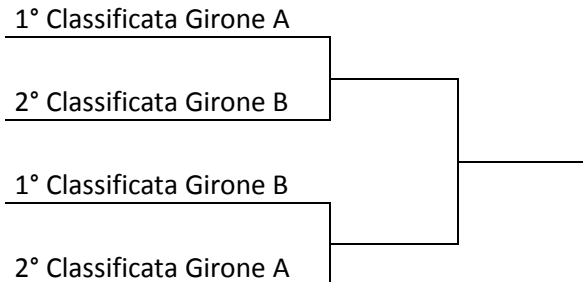 1° Classificata Girone A
2° Classificata Girone B
1° Classificata Girone B
2° Classificata Girone A